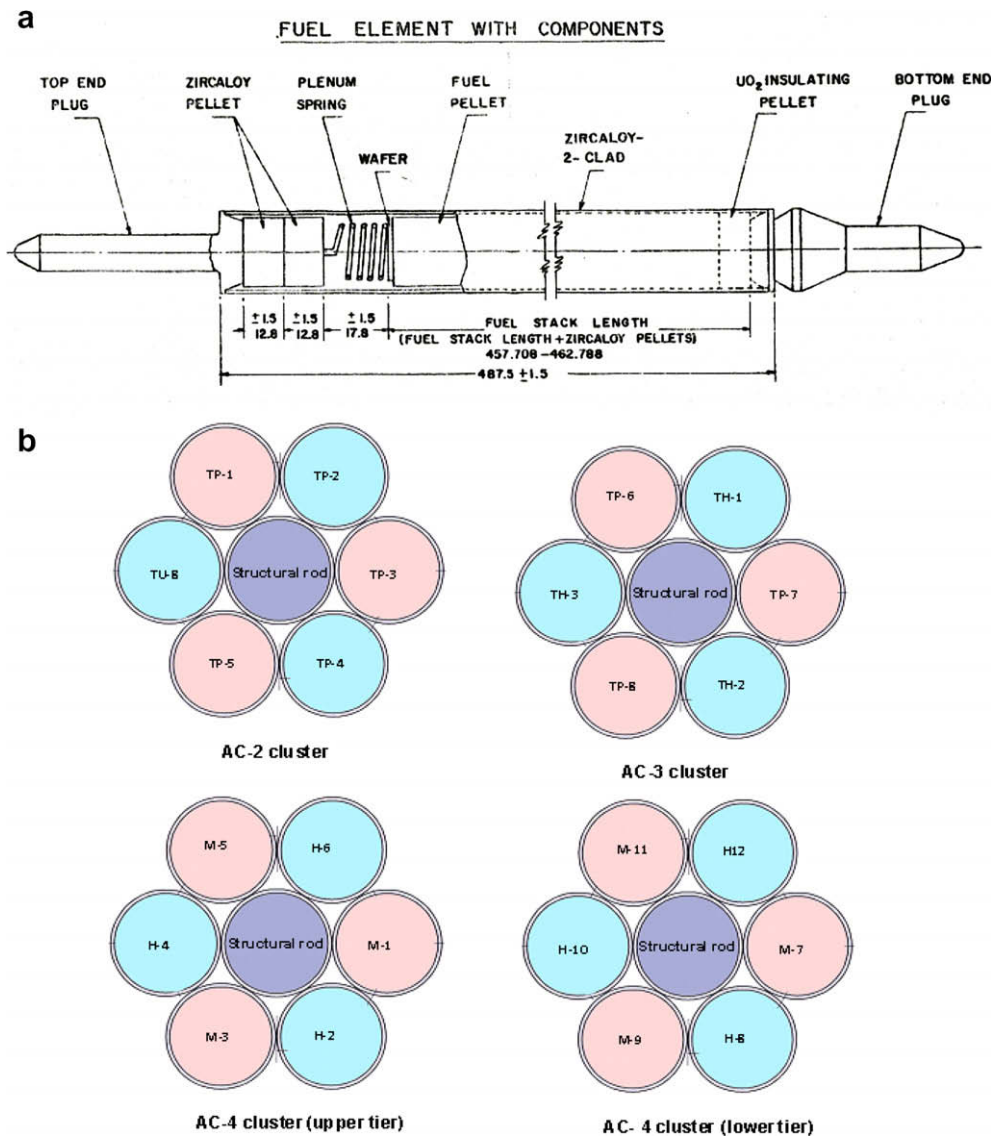 a
FUEL ELEMENT WITH COMPONENTS
TOP END
PLUG
ZIRCALOY
PELLET
PLENUM
SPRING
FUEL
PELLET
UO₂ INSULATING
PELLET
BOTTOM END
PLUG
WAFER
ZIRCALOY-
2-CLAD
±1.5
12.8
±1.5
12.8
±1.5
17.8
FUEL STACK LENGTH
(FUEL STACK LENGTH+ZIRCALOY PELLETS)
457.708-462.788
487.5 ±1.5
b
TP-1
TP-2
TU-8
Structural rod
TP-3
TP-5
TP-4
AC-2 cluster
TP-6
TH-1
TH-3
Structural rod
TP-7
TP-8
TH-2
AC-3 cluster
M-5
H-6
H-4
Structural rod
M-1
M-3
H-2
AC-4 cluster (upper tier)
M-11
H12
H-10
Structural rod
M-7
M-9
H-8
AC- 4 cluster (lower tier)